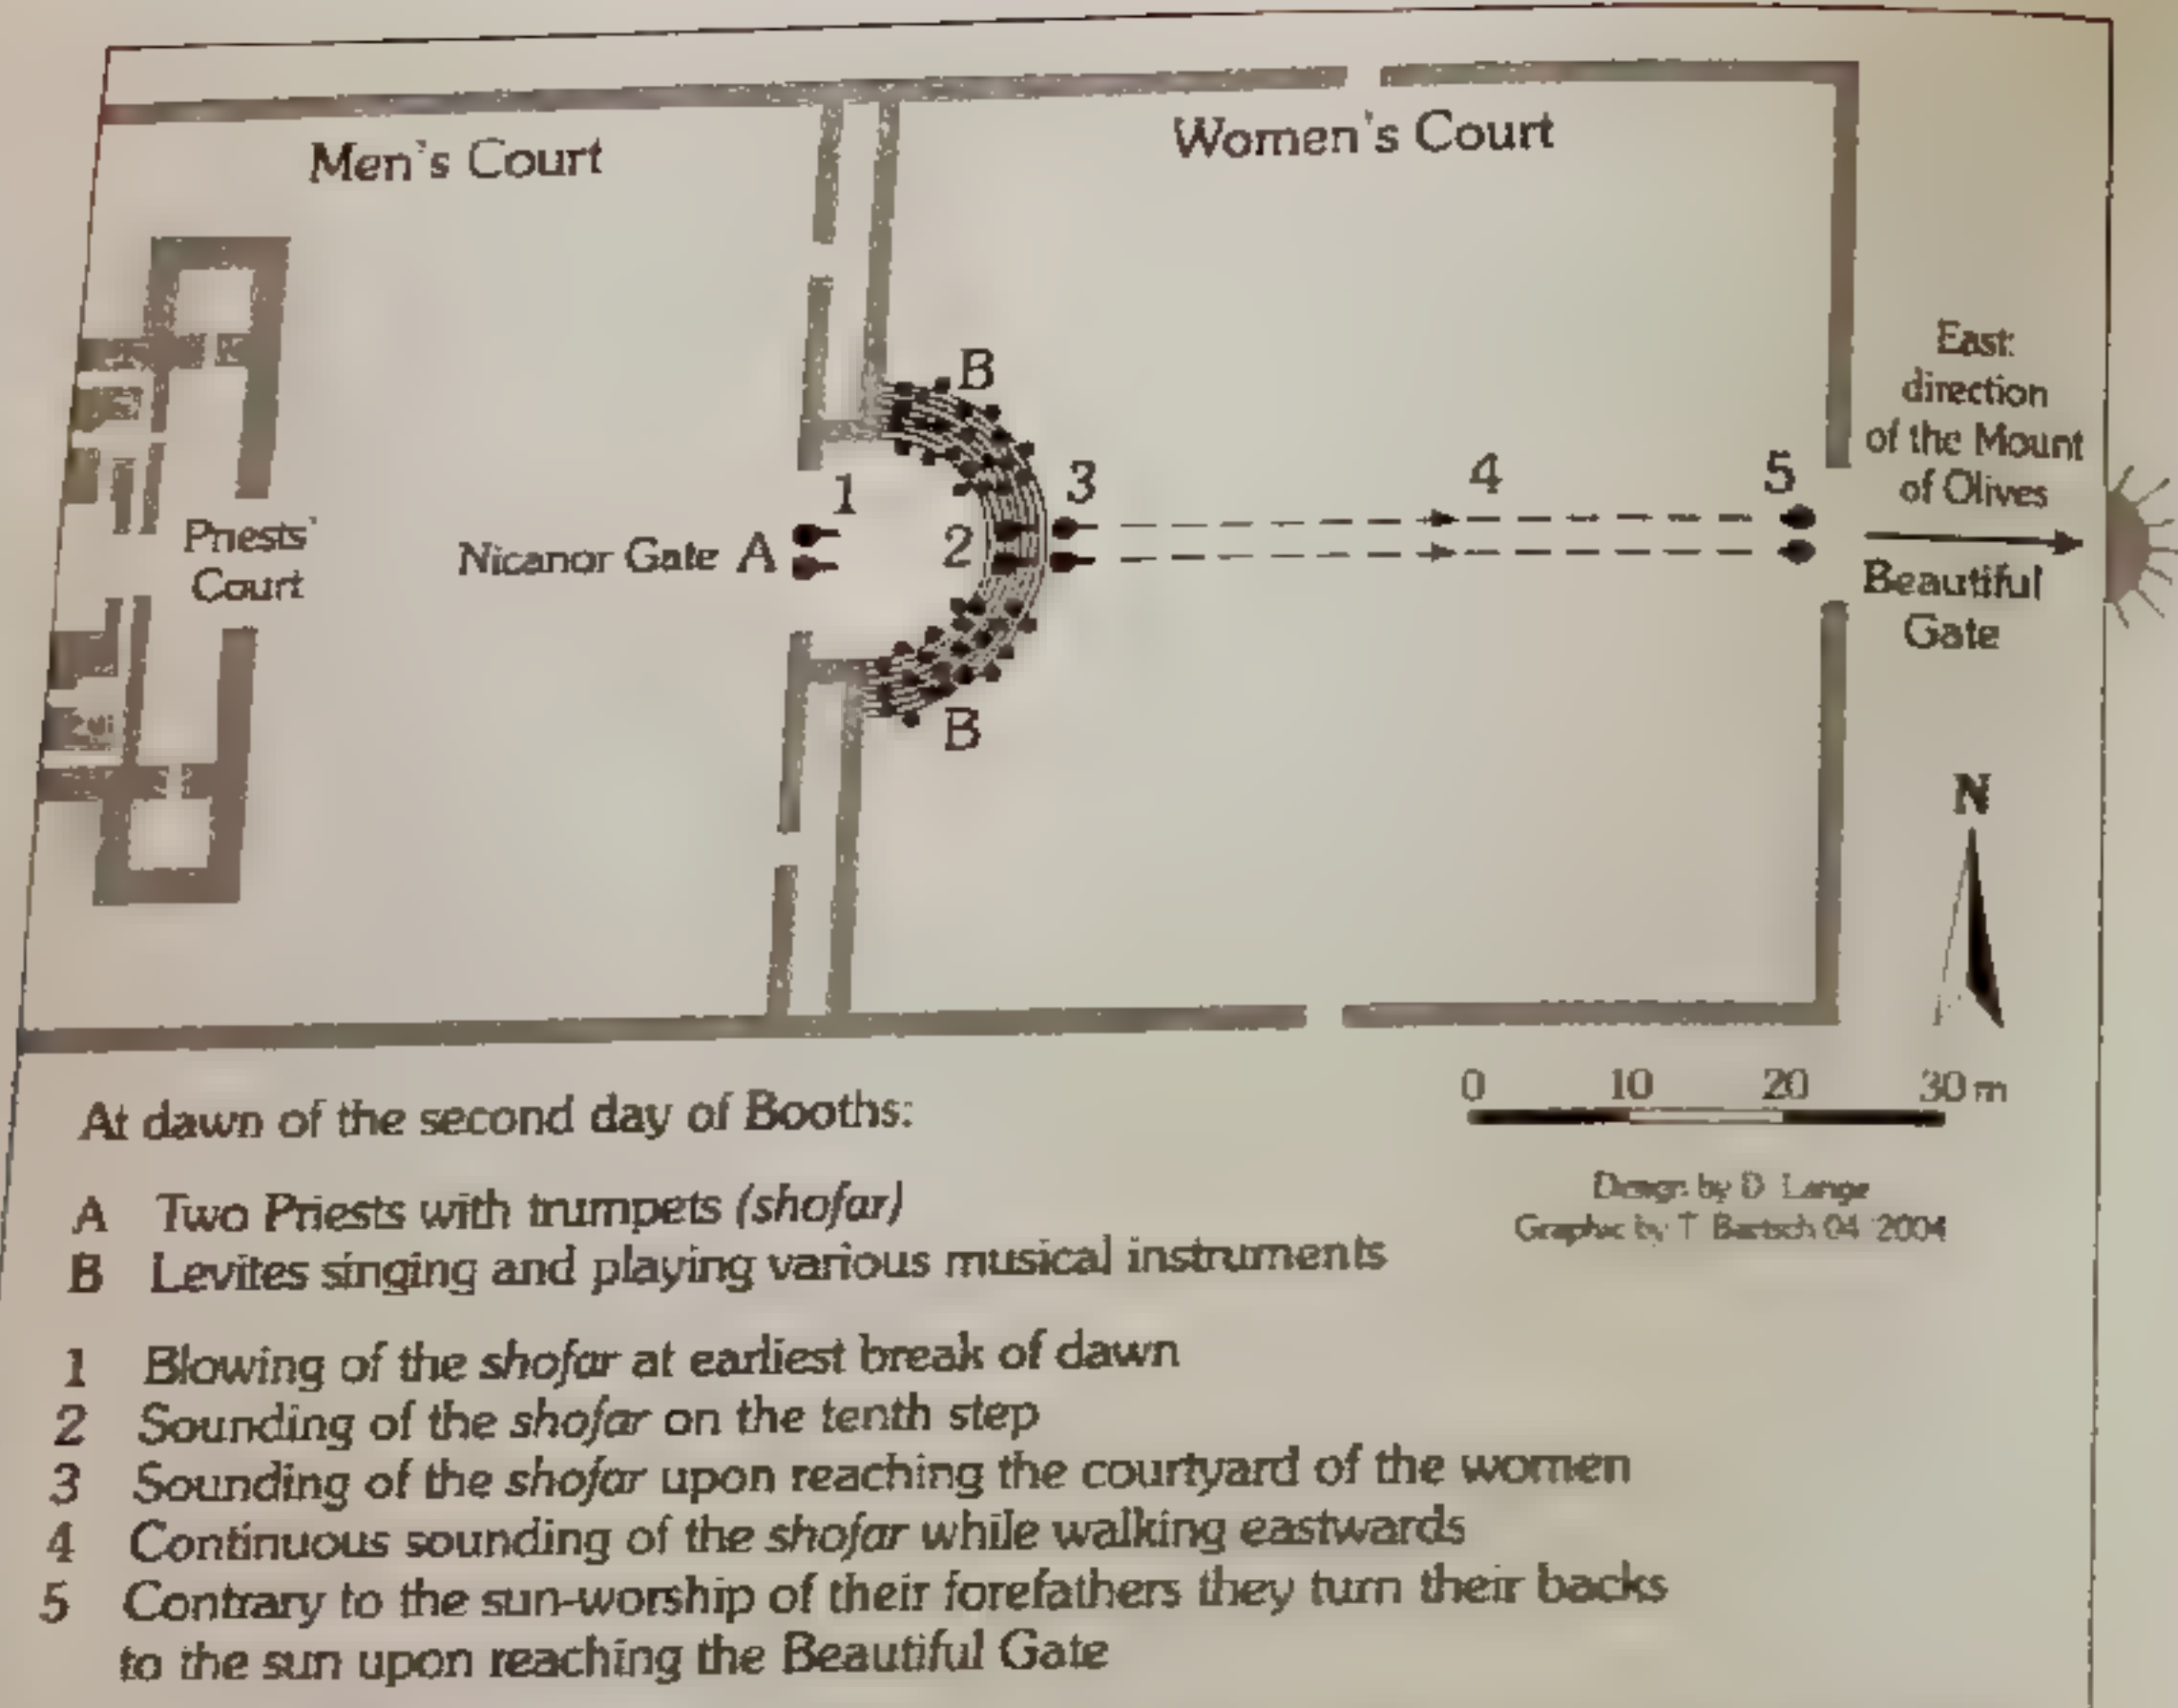 Men's Court
Women's Court
B
East:
direction
of the Mount
of Olives
1
3
4
5
Priests'
Court
Nicanor Gate A
2
Beautiful
Gate
B
N
0 10 20 30 m
At dawn of the second day of Booths:
Design by D. Lange
Graphic by T. Bartsch 04/2004
A Two Priests with trumpets (shofar)
B Levites singing and playing various musical instruments
1 Blowing of the shofar at earliest break of dawn
2 Sounding of the shofar on the tenth step
3 Sounding of the shofar upon reaching the courtyard of the women
4 Continuous sounding of the shofar while walking eastwards
5 Contrary to the sun-worship of their forefathers they turn their backs
to the sun upon reaching the Beautiful Gate